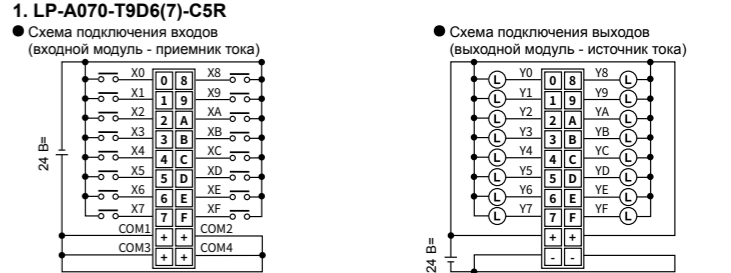 1. LP-A070-T9D6(7)-C5R
● Схема подключения входов
(входной модуль - приемник тока)
X0 0 8 X8
X1 1 9 X9
X2 2 A XA
X3 3 B XB
X4 4 C XC
X5 5 D XD
X6 6 E XE
X7 7 F XF
COM1 + + COM2
COM3 + + COM4
24 В=
● Схема подключения выходов
(выходной модуль - источник тока)
L Y0 0 8 Y8 L
L Y1 1 9 Y9 L
L Y2 2 A YA L
L Y3 3 B YB L
L Y4 4 C YC L
L Y5 5 D YD L
L Y6 6 E YE L
L Y7 7 F YF L
+ +
- -
24 В=